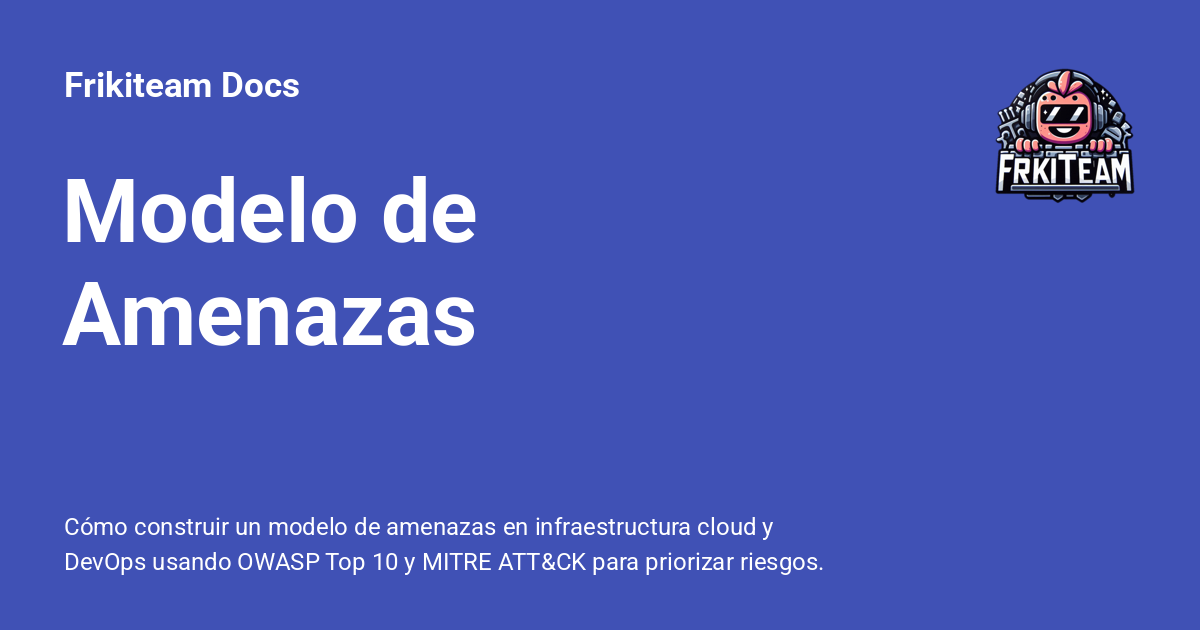 Frikiteam Docs
FRKITEAM
Modelo de
Amenazas
Cómo construir un modelo de amenazas en infraestructura cloud y
DevOps usando OWASP Top 10 y MITRE ATT&CK para priorizar riesgos.